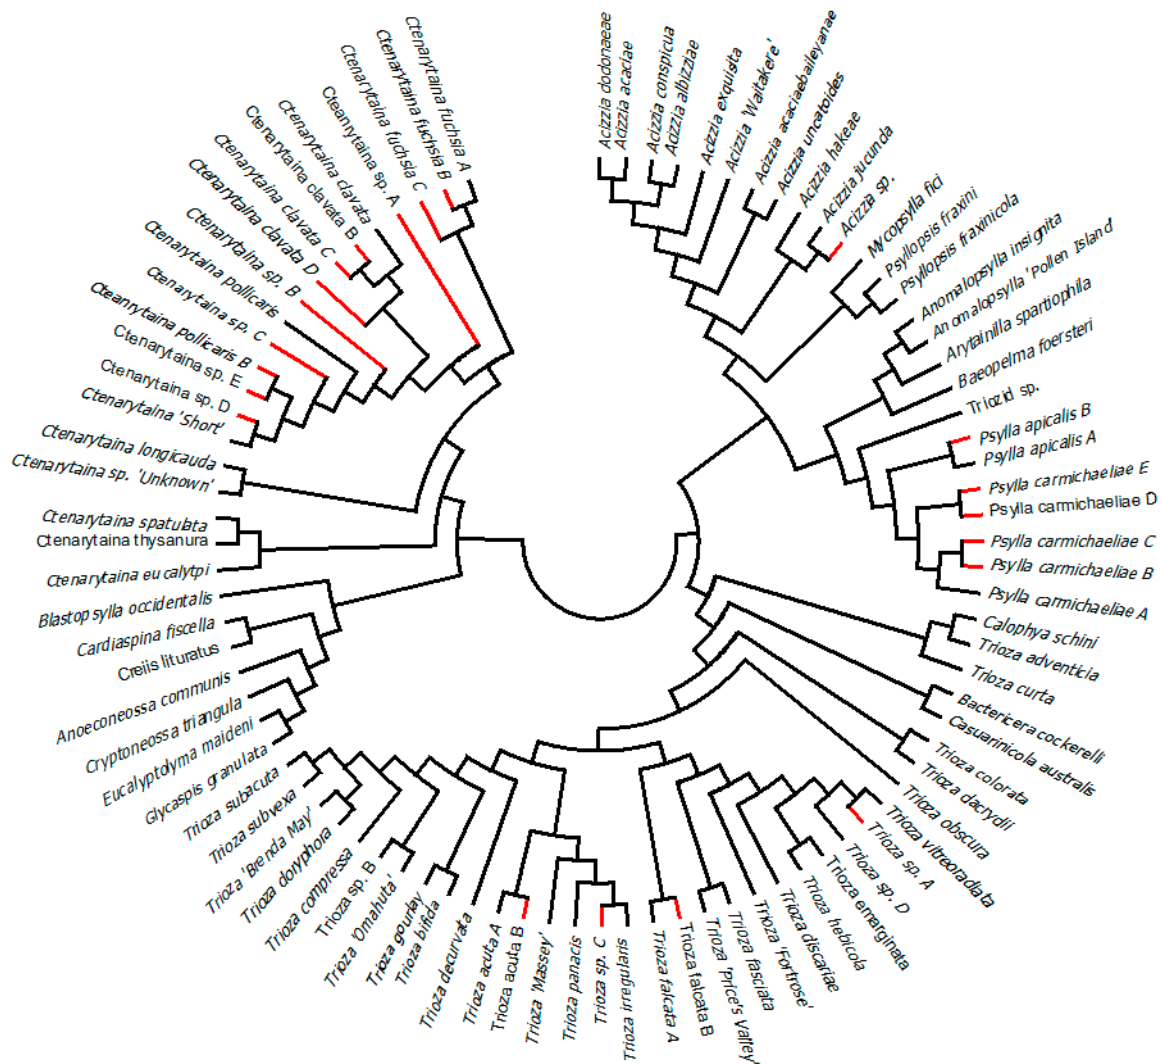 Acizzia dodonaeae
Acizzia acaciae
Acizzia conspicua
Acizzia albizziae
Acizzia exquisita
Acizzia 'Waitakere'
Acizzia acaciaebaileyanae
Acizzia uncatoides
Acizzia hakeae
Acizzia jucunda
Acizzia sp.
Mycopsylla fici
Psyllopsis fraxini
Psyllopsis fraxinicola
Anomalopsylla insignita
Anomalopsylla 'Pollen Island'
Arytainilla spartiophila
Baeopelma foersteri
Triozid sp.
Psylla apicalis B
Psylla apicalis A
Psylla carmichaeliae E
Psylla carmichaeliae D
Psylla carmichaeliae C
Psylla carmichaeliae B
Psylla carmichaeliae A
Calophya schini
Trioza adventicia
Trioza curta
Bactericera cockerelli
Casuarinicola australis
Trioza colorata
Trioza dacrydii
Trioza obscura
Trioza vitreoradiata
Trioza sp. A
Trioza sp. D
Trioza emarginata
Trioza hebicola
Trioza discariae
Trioza 'Fortrose'
Trioza fasciata
Trioza 'Price's Valley'
Trioza falcata B
Trioza falcata A
Trioza irregularis
Trioza sp. C
Trioza panacis
Trioza 'Massey'
Trioza acuta B
Trioza acuta A
Trioza decurvata
Trioza bifida
Trioza gourlay
Trioza 'Omahuta'
Trioza sp. B
Trioza compressa
Trioza doryphora
Trioza 'Brenda May'
Trioza subvexa
Trioza subacuta
Glycaspis granulata
Eucalyptolyma maideni
Cryptoneossa triangula
Anoeconeossa communis
Creiis lituratus
Cardiaspina fiscella
Blastopsylla occidentalis
Ctenarytaina eucalytpi
Ctenarytaina thysanura
Ctenarytaina spatulata
Ctenarytaina sp. 'Unknown'
Ctenarytaina longicauda
Ctenarytaina 'Short'
Ctenarytaina sp. D
Ctenarytaina sp. E
Cteanrytaina pollicaris B
Ctenarytaina sp. C
Ctenarytaina pollicaris
Ctenarytaina sp. B
Ctenarytaina clavata D
Ctenarytaina clavata C
Ctenarytaina clavata B
Ctenarytaina clavata
Cteanrytaina sp. A
Ctenarytaina fuchsia C
Ctenarytaina fuchsia B
Ctenarytaina fuchsia A